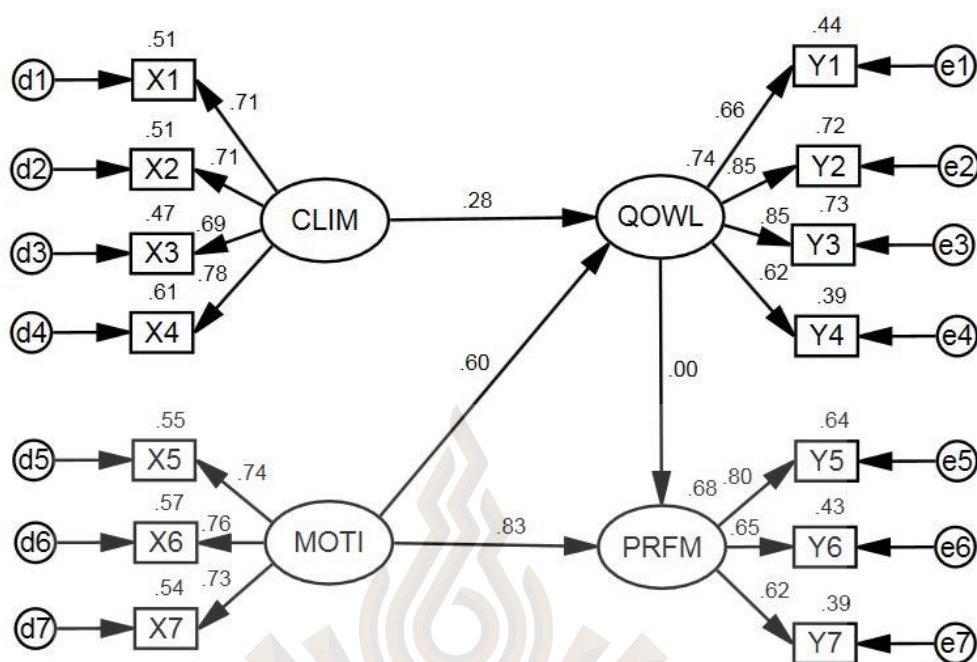 .51 .44
d1 X1 Y1 e1
.71 .66
.51 .72
d2 X2 .71 .74 .85 Y2 e2
CLIM .28 QOWL
.47 .69 .85 .73
d3 X3 Y3 e3
.61 .78 .62 .39
d4 X4 Y4 e4
.60 .00
.55 .64
d5 X5 Y5 e5
.74 .68 .80
.57 .76 .83 .65 .43
d6 X6 MOTI PRFM Y6 e6
.54 .73 .62 .39
d7 X7 Y7 e7